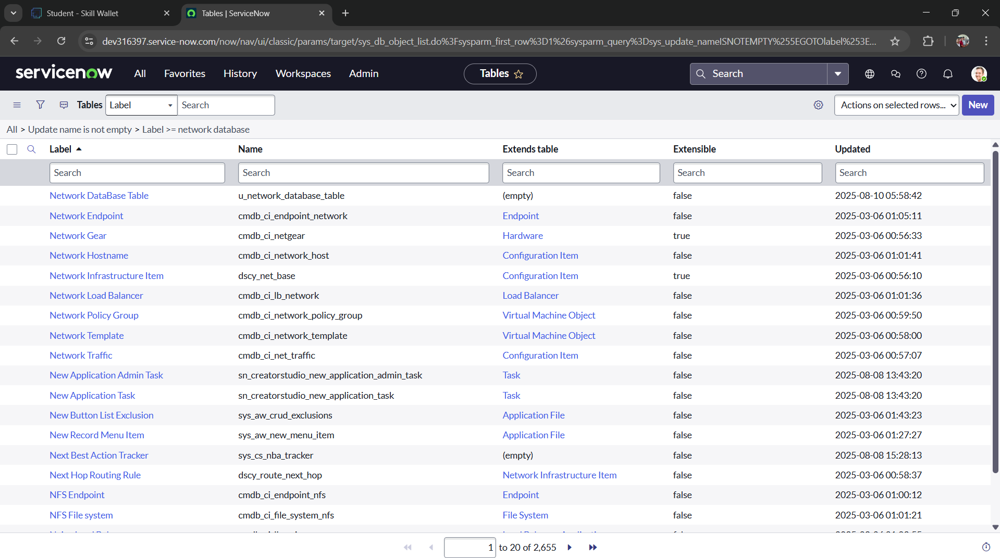 Student - Skill Wallet
Tables | ServiceNow
dev316397.service-now.com/now/nav/ui/classic/params/target/sys_db_object_list.do%3Fsysparm_first_row%3D1%26sysparm_query%3Dsys_update_nameISNOTEMPTY%255EGOTOlabel%253E...
servicenow All Favorites History Workspaces Admin Tables Search
Tables Label Search Actions on selected rows... New
All > Update name is not empty > Label >= network database
Label Name Extends table Extensible Updated
Search Search Search Search Search
Network DataBase Table u_network_database_table (empty) false 2025-08-10 05:58:42
Network Endpoint cmdb_ci_endpoint_network Endpoint false 2025-03-06 01:05:11
Network Gear cmdb_ci_netgear Hardware true 2025-03-06 00:56:33
Network Hostname cmdb_ci_network_host Configuration Item false 2025-03-06 01:01:41
Network Infrastructure Item dscy_net_base Configuration Item true 2025-03-06 00:56:10
Network Load Balancer cmdb_ci_lb_network Load Balancer false 2025-03-06 01:01:36
Network Policy Group cmdb_ci_network_policy_group Virtual Machine Object false 2025-03-06 00:59:50
Network Template cmdb_ci_network_template Virtual Machine Object false 2025-03-06 00:58:00
Network Traffic cmdb_ci_net_traffic Configuration Item false 2025-03-06 00:57:07
New Application Admin Task sn_creatorstudio_new_application_admin_task Task false 2025-08-08 13:43:20
New Application Task sn_creatorstudio_new_application_task Task false 2025-08-08 13:43:20
New Button List Exclusion sys_aw_crud_exclusions Application File false 2025-03-06 01:43:23
New Record Menu Item sys_aw_new_menu_item Application File false 2025-03-06 01:27:27
Next Best Action Tracker sys_cs_nba_tracker (empty) false 2025-08-08 15:28:13
Next Hop Routing Rule dscy_route_next_hop Network Infrastructure Item false 2025-03-06 00:58:37
NFS Endpoint cmdb_ci_endpoint_nfs Endpoint false 2025-03-06 01:00:12
NFS File system cmdb_ci_file_system_nfs File System false 2025-03-06 01:01:21
1 to 20 of 2,655